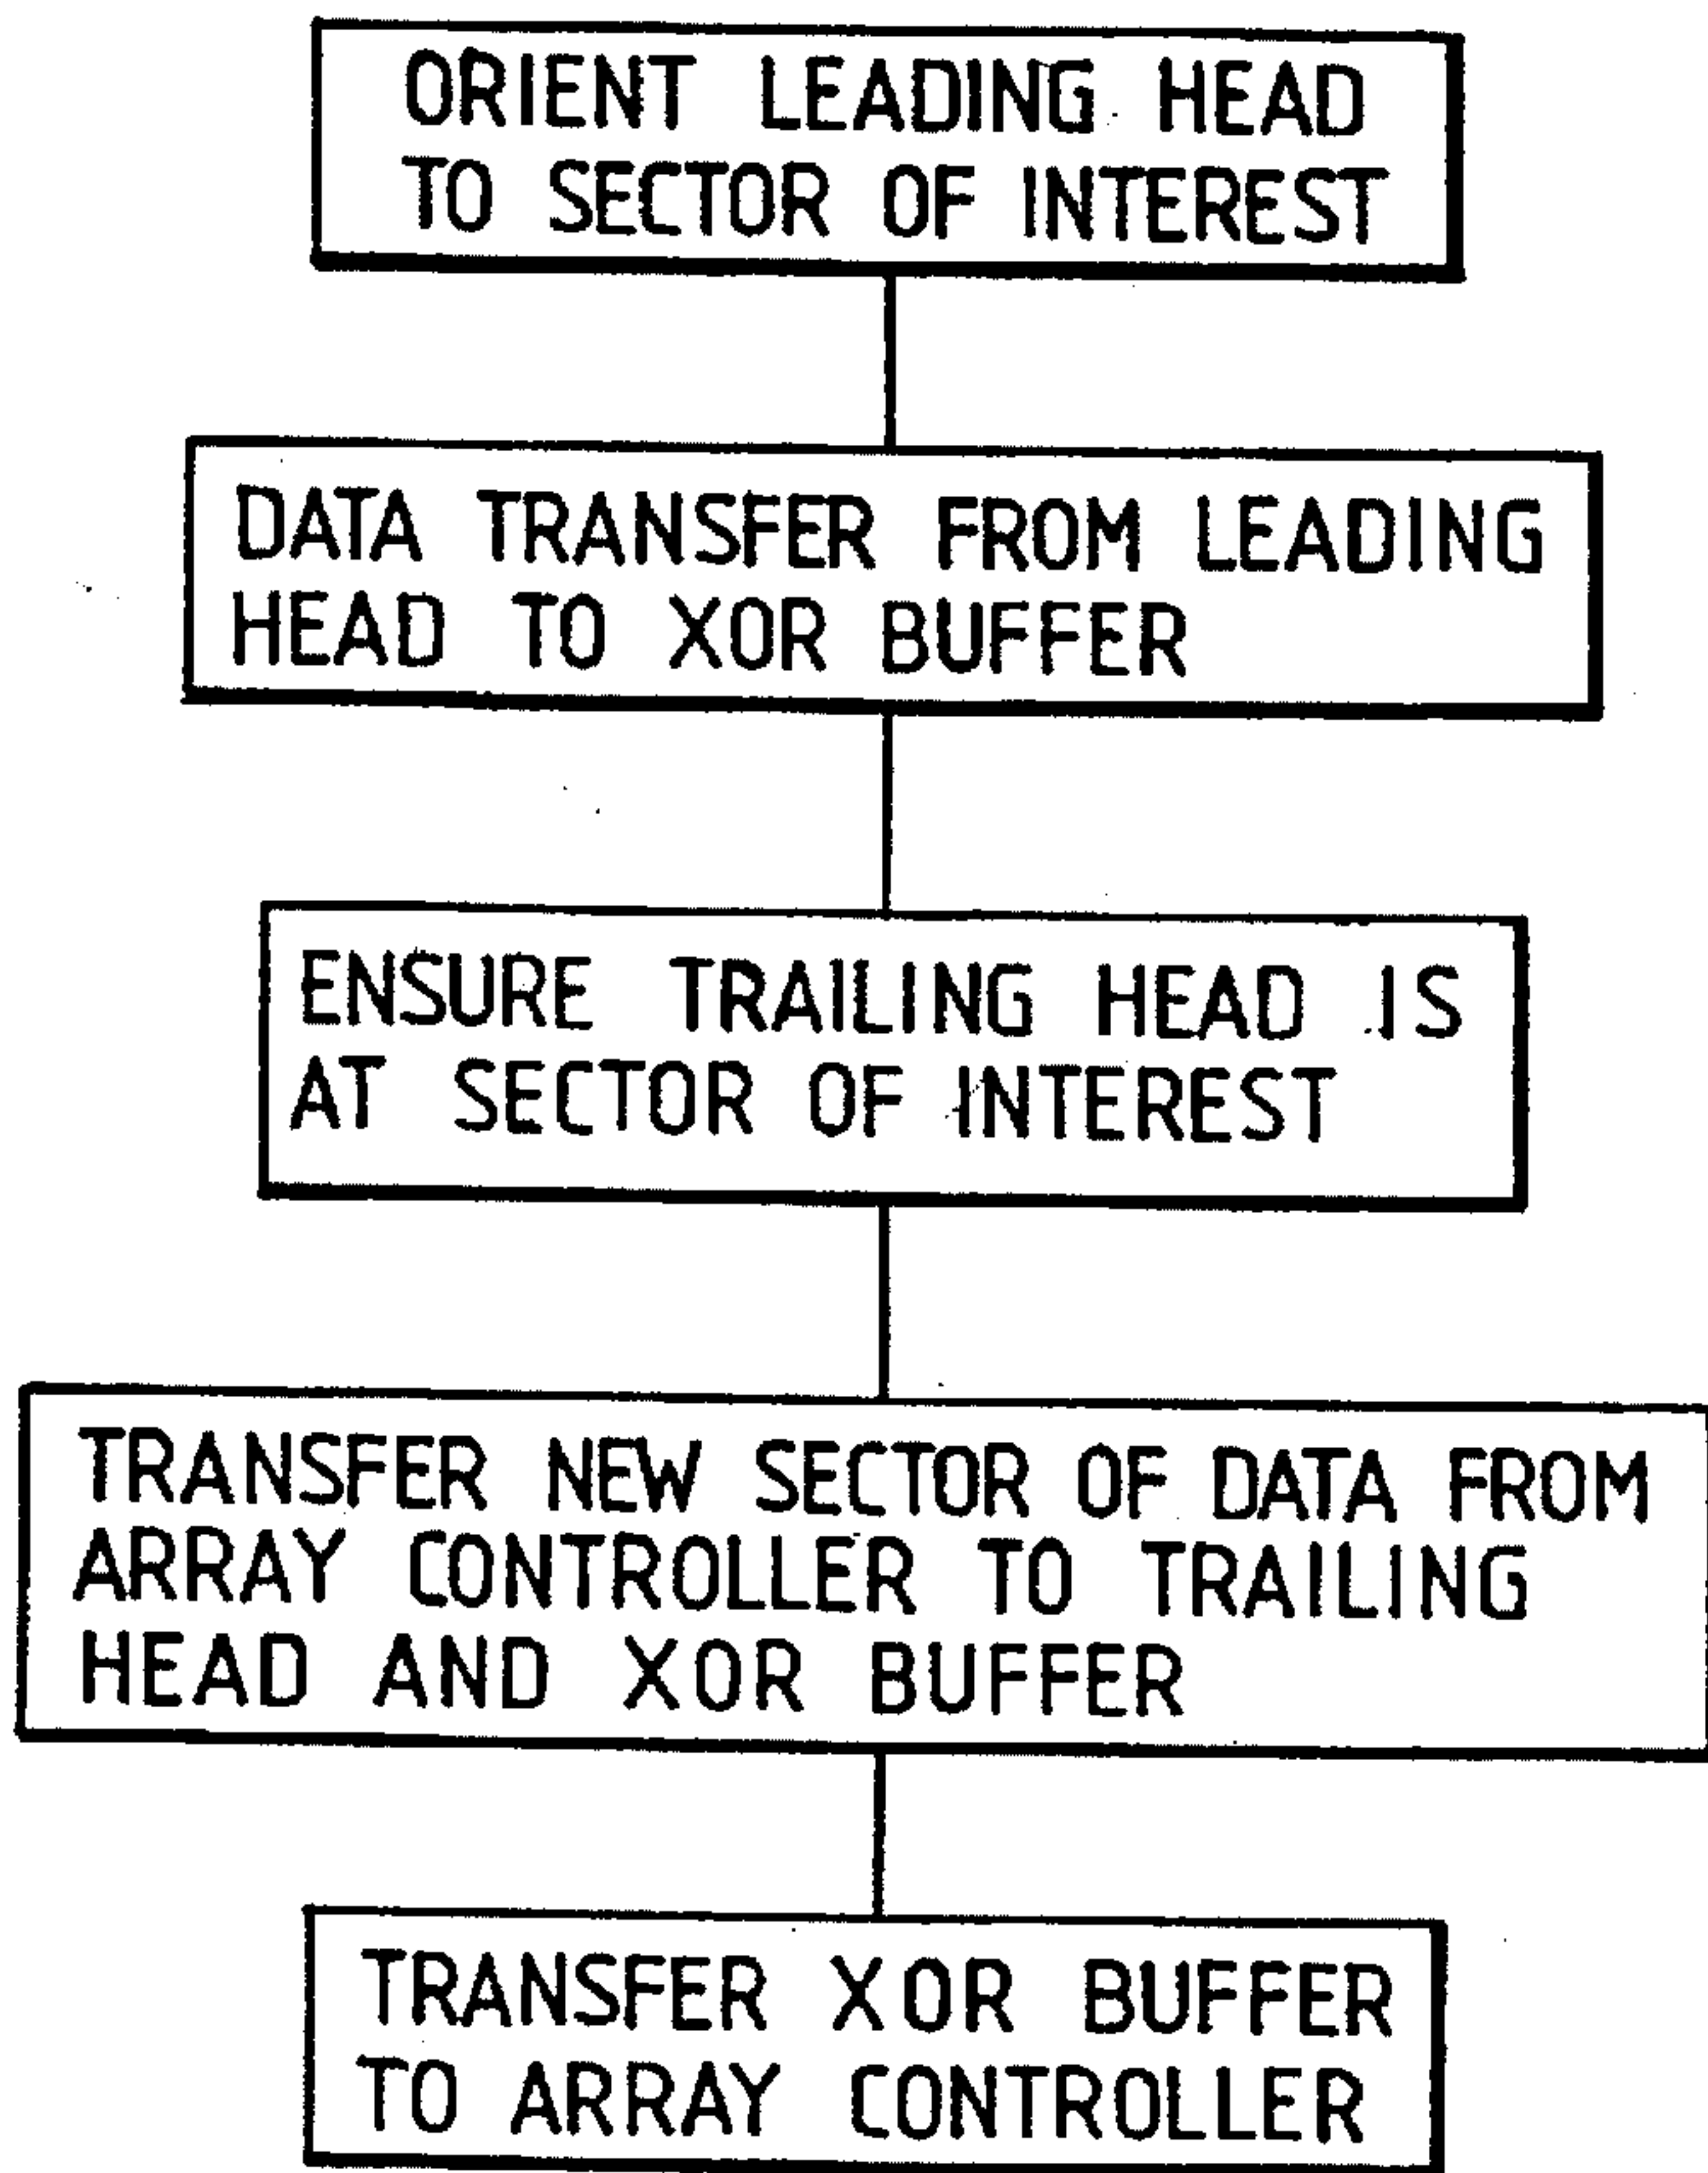 ORIENT LEADING HEAD
TO SECTOR OF INTEREST
DATA TRANSFER FROM LEADING
HEAD TO XOR BUFFER
ENSURE TRAILING HEAD IS
AT SECTOR OF INTEREST
TRANSFER NEW SECTOR OF DATA FROM
ARRAY CONTROLLER TO TRAILING
HEAD AND XOR BUFFER
TRANSFER XOR BUFFER
TO ARRAY CONTROLLER